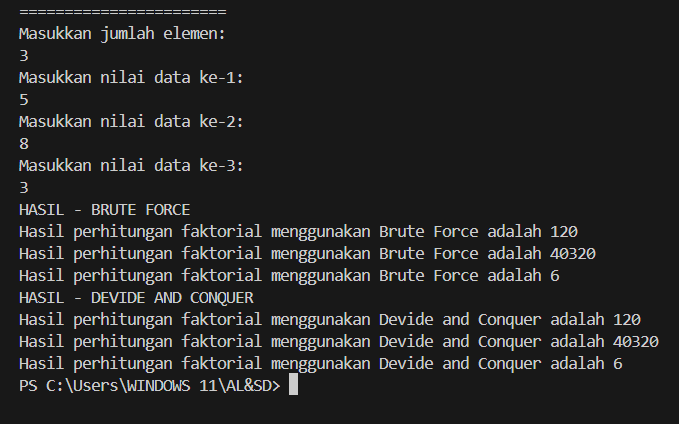 =======================
Masukkan jumlah elemen:
3
Masukkan nilai data ke-1:
5
Masukkan nilai data ke-2:
8
Masukkan nilai data ke-3:
3
HASIL - BRUTE FORCE
Hasil perhitungan faktorial menggunakan Brute Force adalah 120
Hasil perhitungan faktorial menggunakan Brute Force adalah 40320
Hasil perhitungan faktorial menggunakan Brute Force adalah 6
HASIL - DEVIDE AND CONQUER
Hasil perhitungan faktorial menggunakan Devide and Conquer adalah 120
Hasil perhitungan faktorial menggunakan Devide and Conquer adalah 40320
Hasil perhitungan faktorial menggunakan Devide and Conquer adalah 6
PS C:\Users\WINDOWS 11\AL&SD>